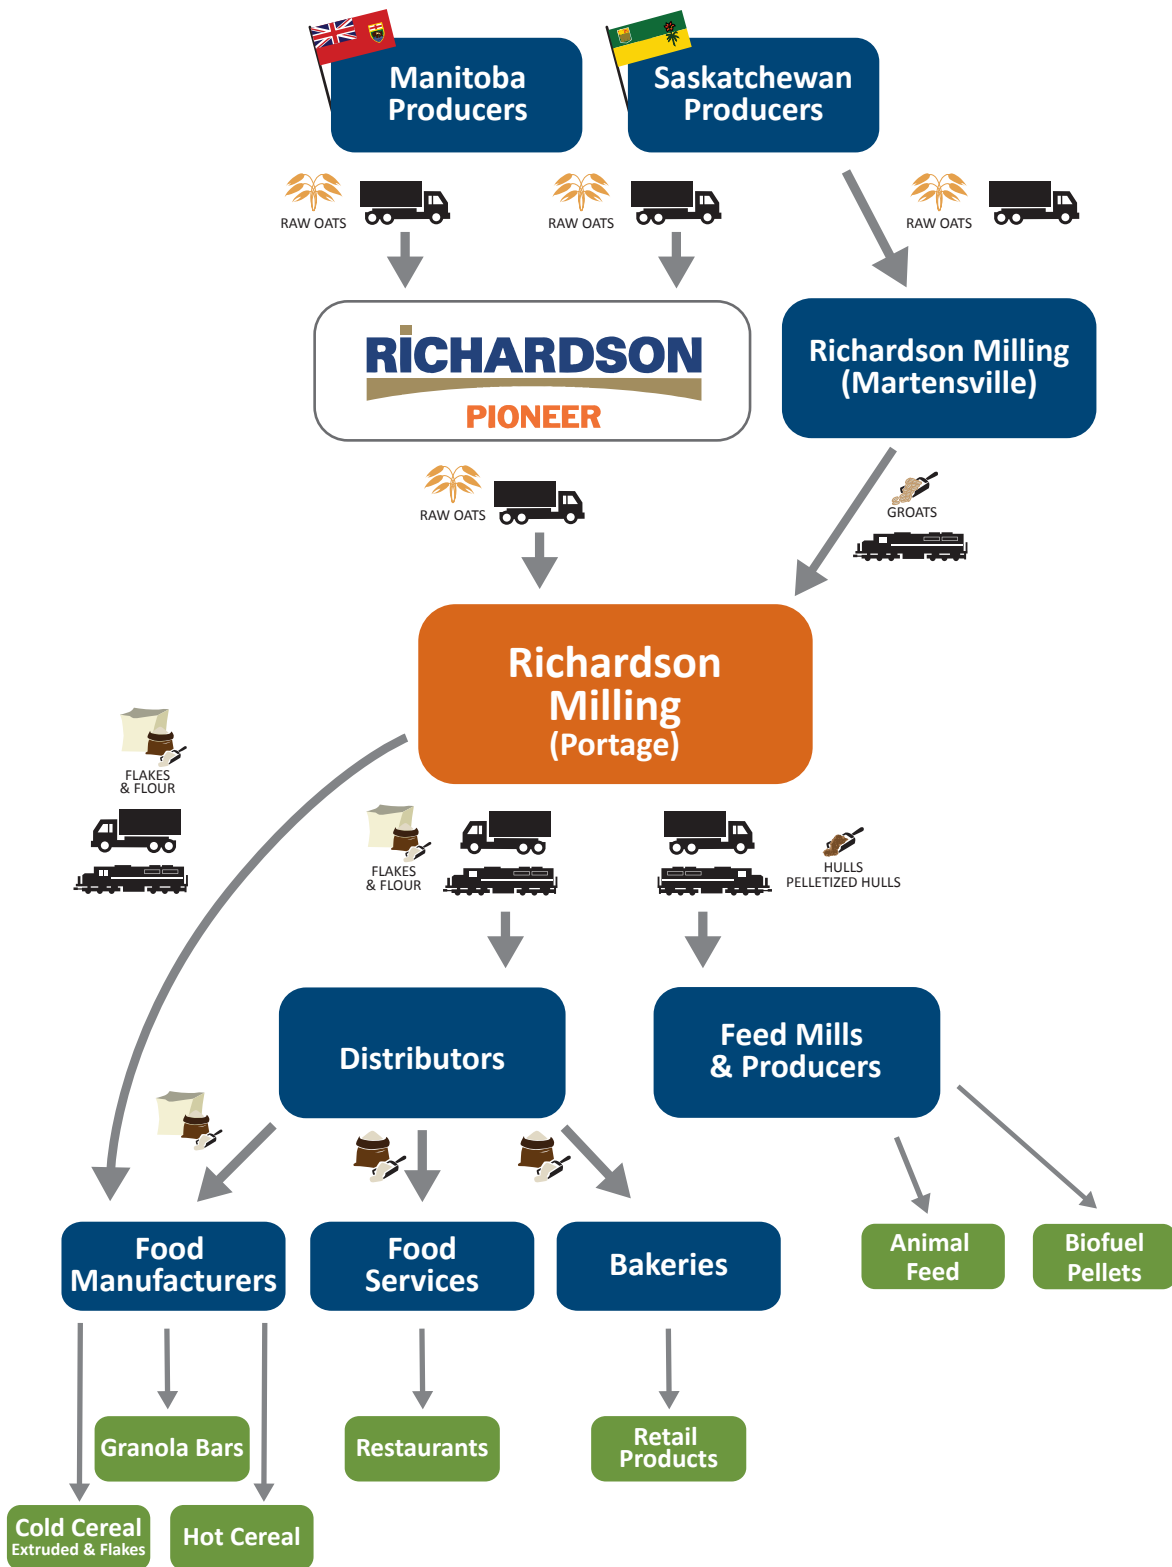 Manitoba
Producers
Saskatchewan
Producers
RAW OATS
RAW OATS
RAW OATS
RICHARDSON
PIONEER
Richardson Milling
(Martensville)
RAW OATS
GROATS
Richardson
Milling
(Portage)
FLAKES
& FLOUR
FLAKES
& FLOUR
HULLS
PELLETIZED HULLS
Distributors
Feed Mills
& Producers
Food
Manufacturers
Food
Services
Bakeries
Animal
Feed
Biofuel
Pellets
Granola Bars
Restaurants
Retail
Products
Cold Cereal
Extruded & Flakes
Hot Cereal